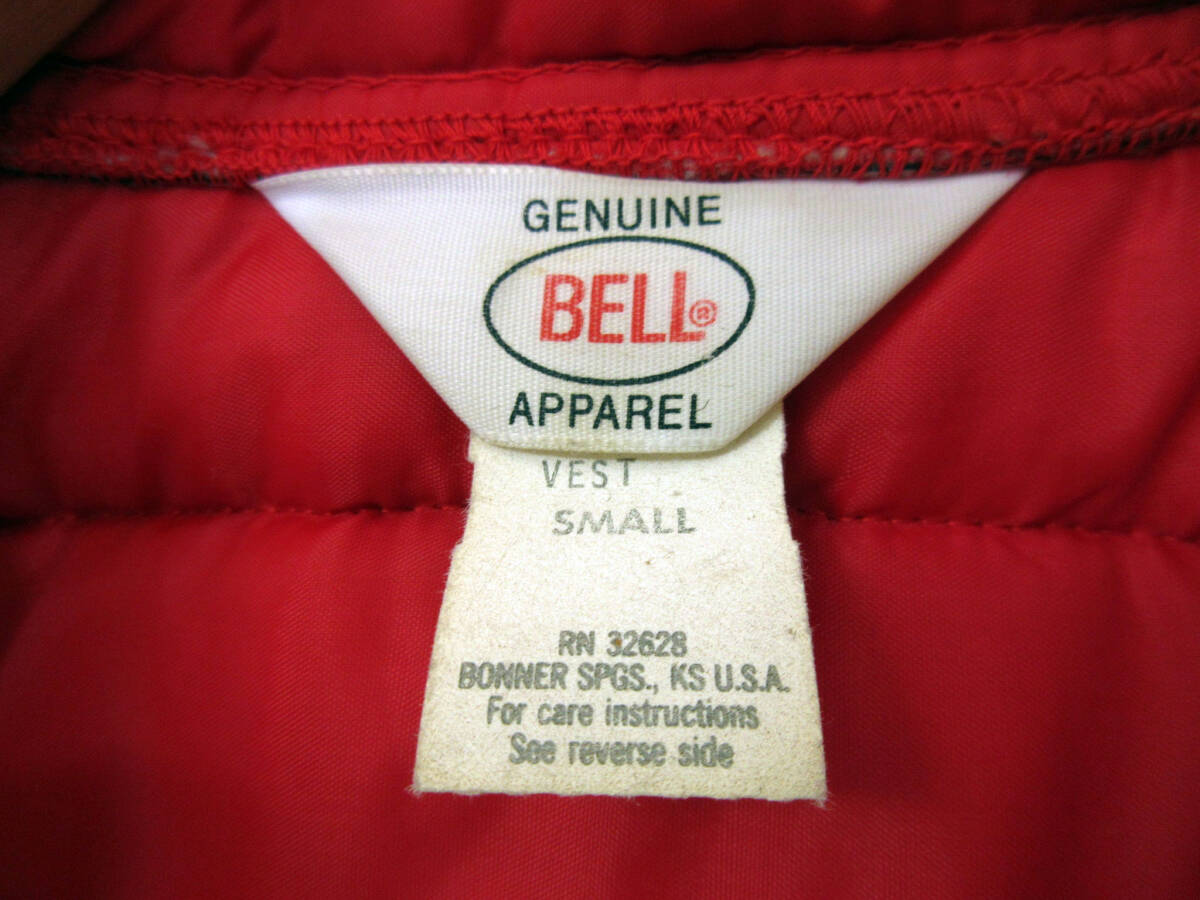 GENUINE
BELL®
APPAREL
VEST
SMALL
RN 32628
BONNER SPGS., KS U.S.A.
For care instructions
See reverse side